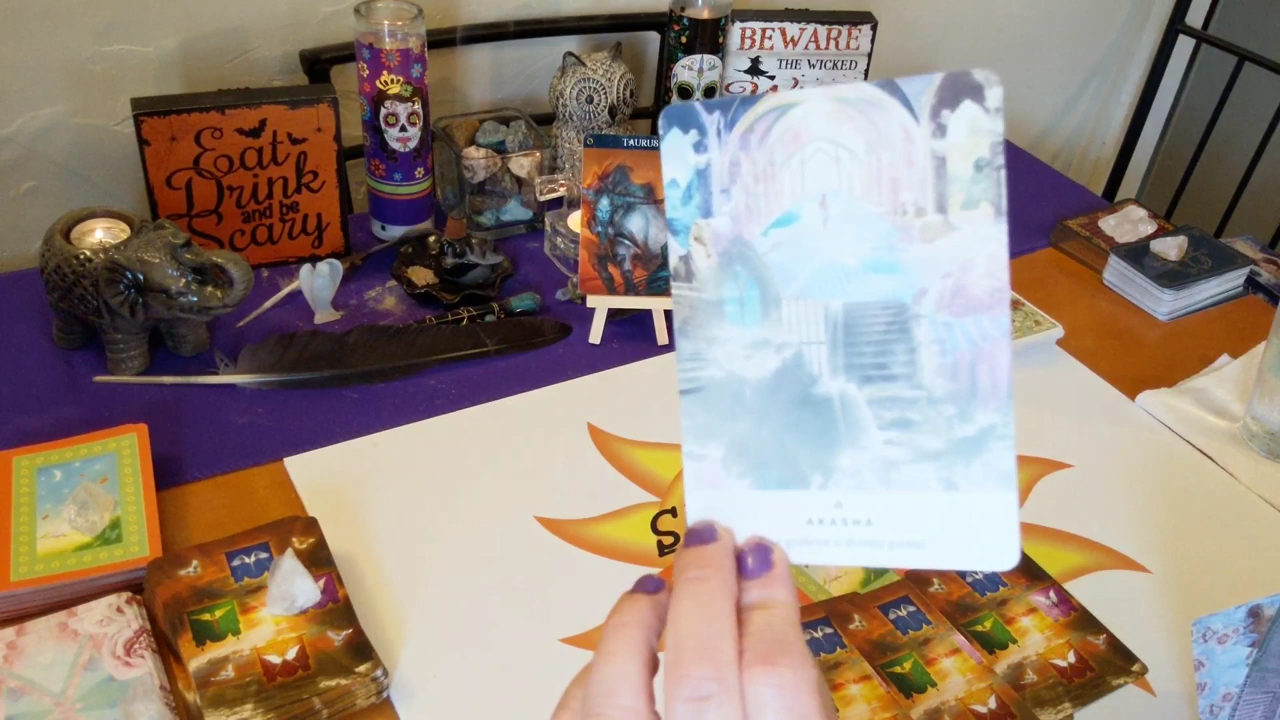 Eat
Drink
and be
Scary
BEWARE
THE WICKED
TAURUS
AKASHA
S